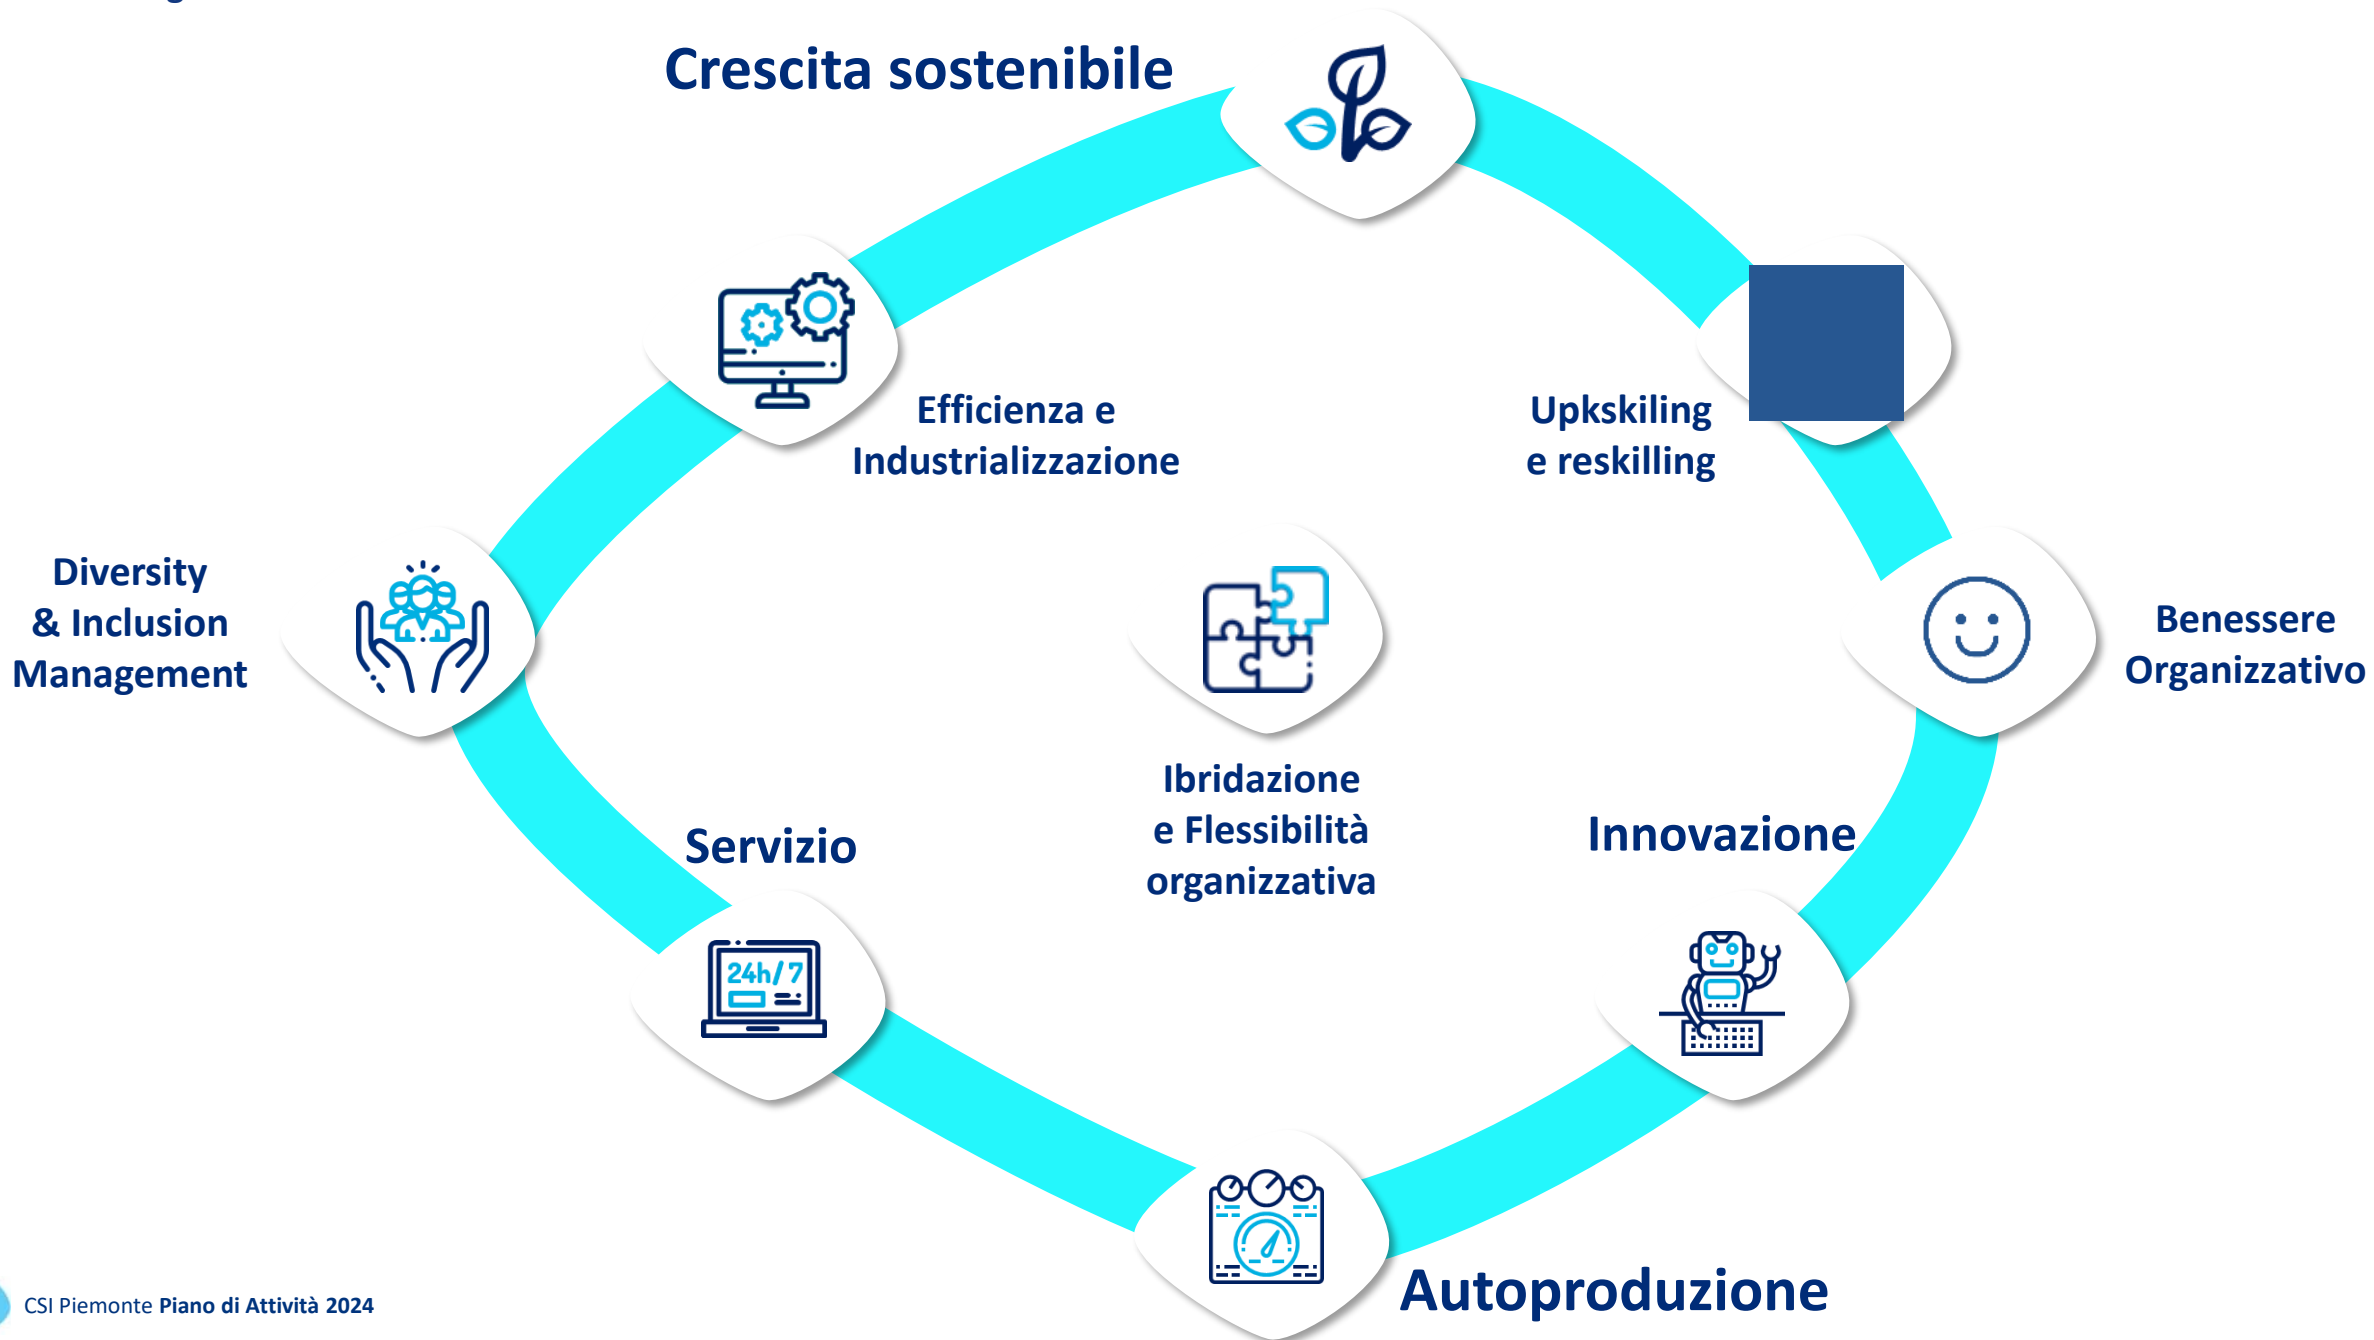 Crescita sostenibile
Efficienza e
Industrializzazione
Upkskiling
e reskilling
Diversity
& Inclusion
Management
Benessere
Organizzativo
Ibridazione
e Flessibilità
organizzativa
Servizio
Innovazione
24h/7
Autoproduzione
CSI Piemonte Piano di Attività 2024